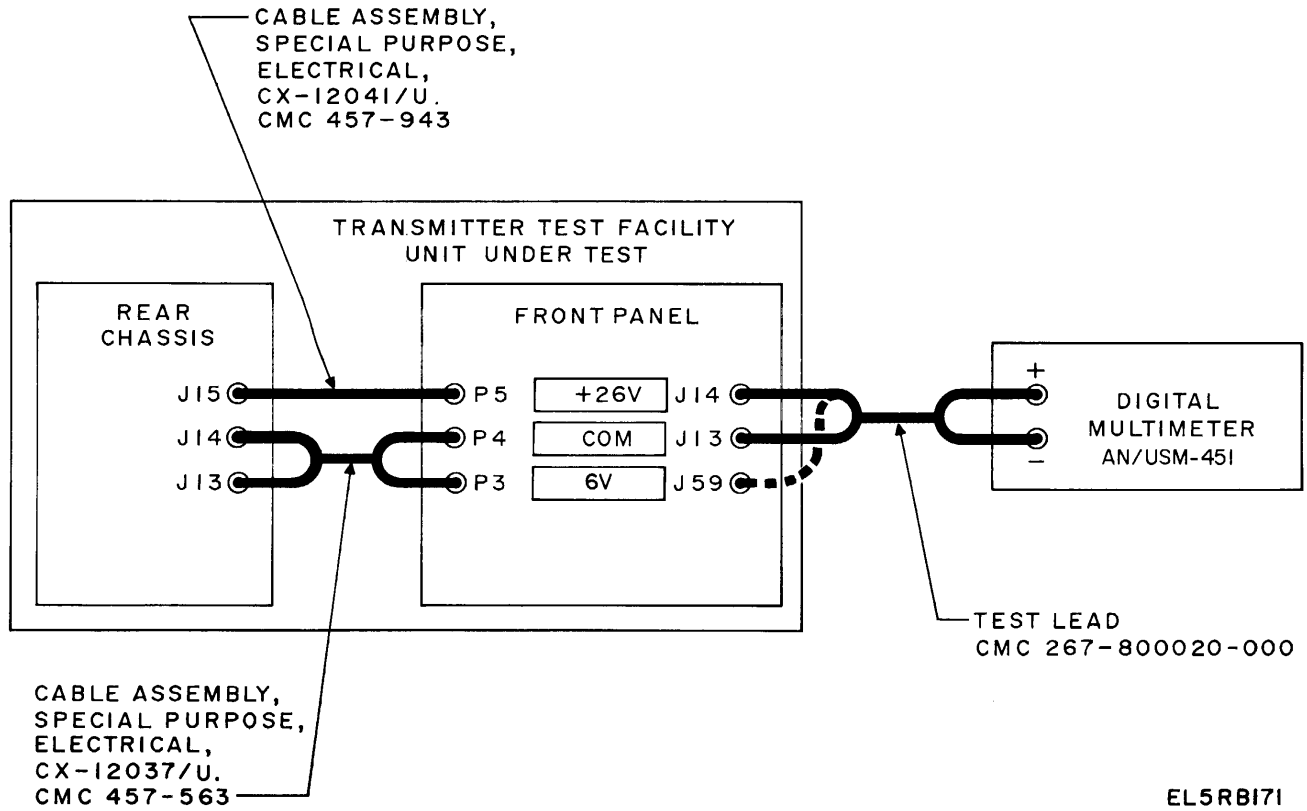 CABLE ASSEMBLY,
SPECIAL PURPOSE,
ELECTRICAL,
CX-12041/U.
CMC 457-943
TRANSMITTER TEST FACILITY
UNIT UNDER TEST
REAR
CHASSIS
FRONT PANEL
J15
P5
+26V
J14
J14
P4
COM
J13
J13
P3
6V
J59
+
-
DIGITAL
MULTIMETER
AN/USM-451
TEST LEAD
CMC 267-800020-000
CABLE ASSEMBLY,
SPECIAL PURPOSE,
ELECTRICAL,
CX-12037/U.
CMC 457-563
EL5RB171